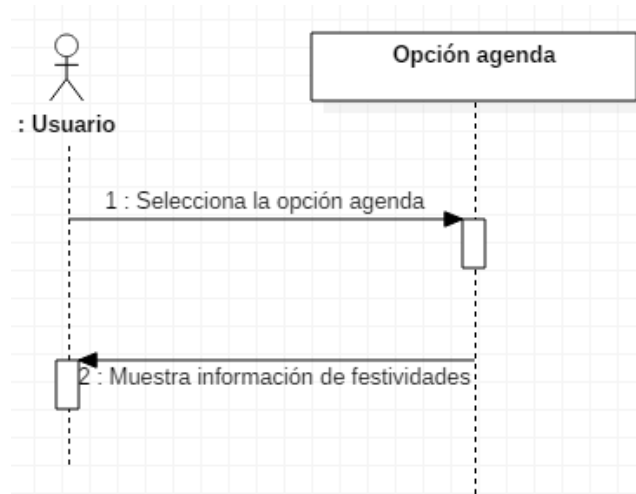 Opción agenda
: Usuario
1 : Selecciona la opción agenda
2 : Muestra información de festividades